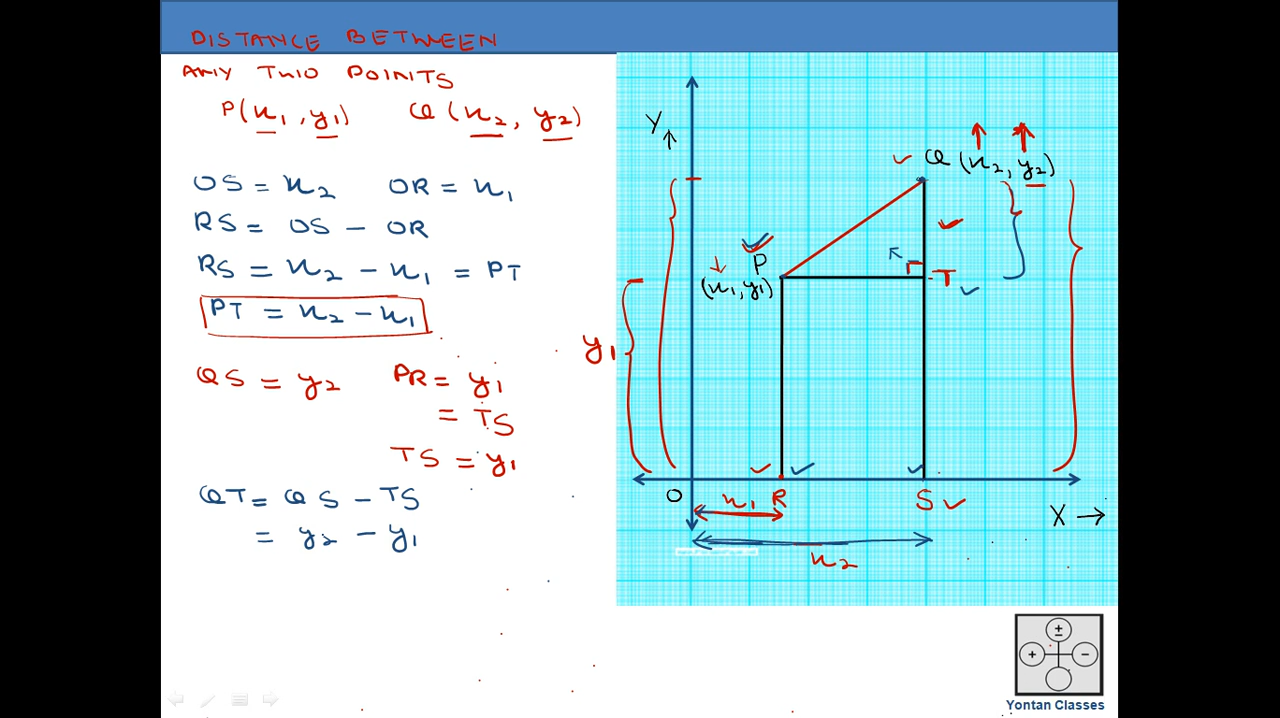 DISTANCE BETWEEN
ANY TWO POINTS
P(x1, y1) Q (x2, y2)
OS = x2 OR = x1
RS = OS - OR
RS = x2 - x1 = PT
PT = x2 - x1
QS = y2 PR = y1
= TS
TS = y1
QT = QS - TS
= y2 - y1
Y ↑
Q (x2, y2)
P
(x1, y1)
T
y1
O
x1 R
S
X →
x2
+
±
-
Yontan Classes